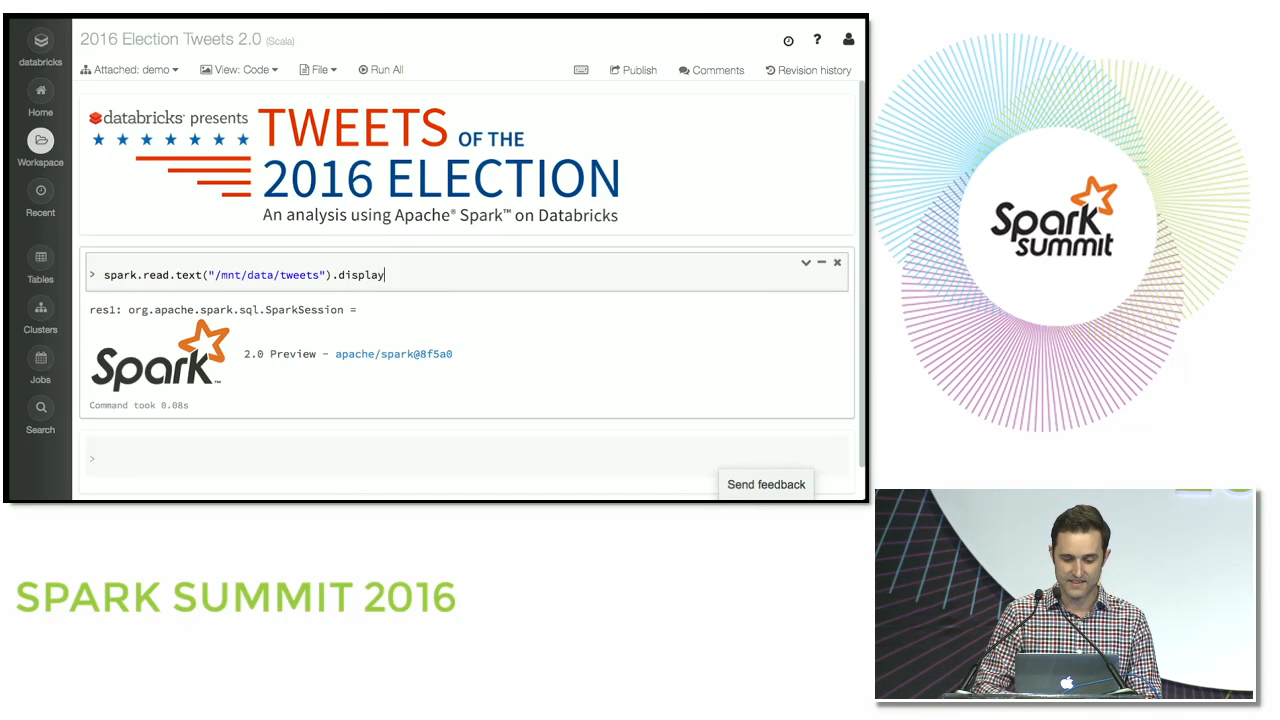 2016 Election Tweets 2.0 (Scala)
Attached: demo View: Code File Run All Publish Comments Revision history
databricks
Home
Workspace
Recent
Tables
Clusters
Jobs
Search
databricks presents
TWEETS OF THE
2016 ELECTION
An analysis using Apache® Spark™ on Databricks
> spark.read.text("/mnt/data/tweets").display
res1: org.apache.spark.sql.SparkSession =
Spark™
2.0 Preview - apache/spark@8f5a0
Command took 0.08s
>
Send feedback
Spark
summit
SPARK SUMMIT 2016